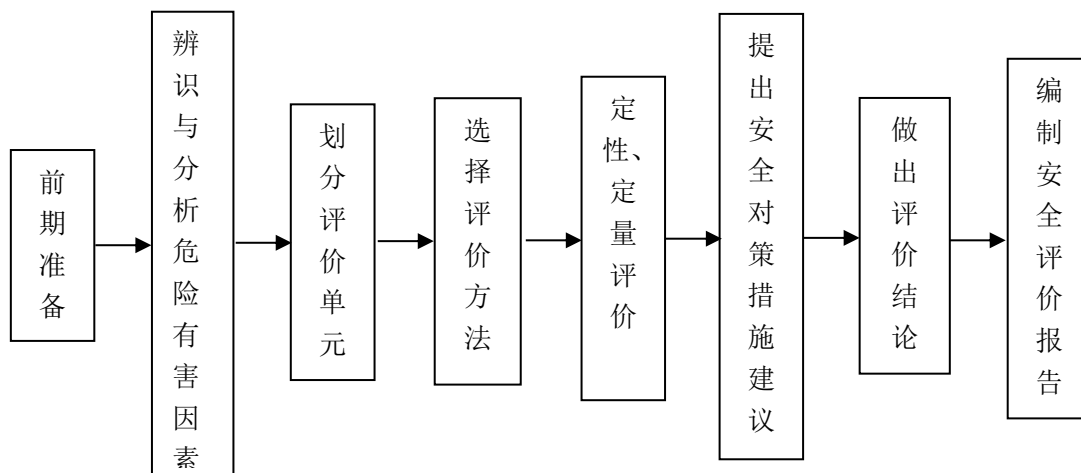 前期准备
辨识与分析危险有害因素
划分评价单元
选择评价方法
定性、定量评价
提出安全对策措施建议
做出评价结论
编制安全评价报告